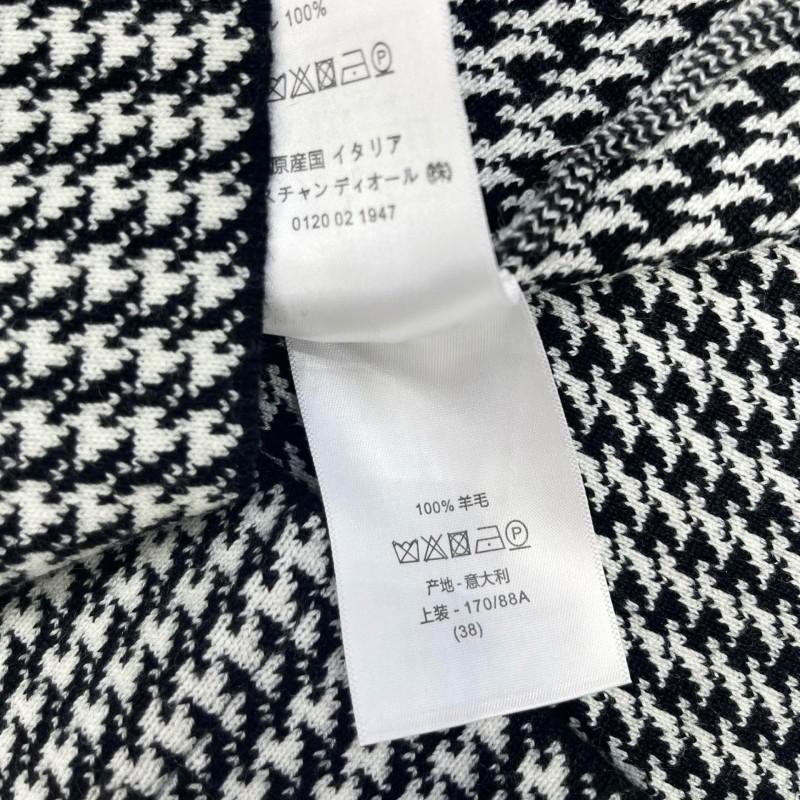 100%
原産国 イタリア
スチャン ディオール ㈱
0120 02 1947
100% 羊毛
产地 - 意大利
上装 - 170/88A
(38)